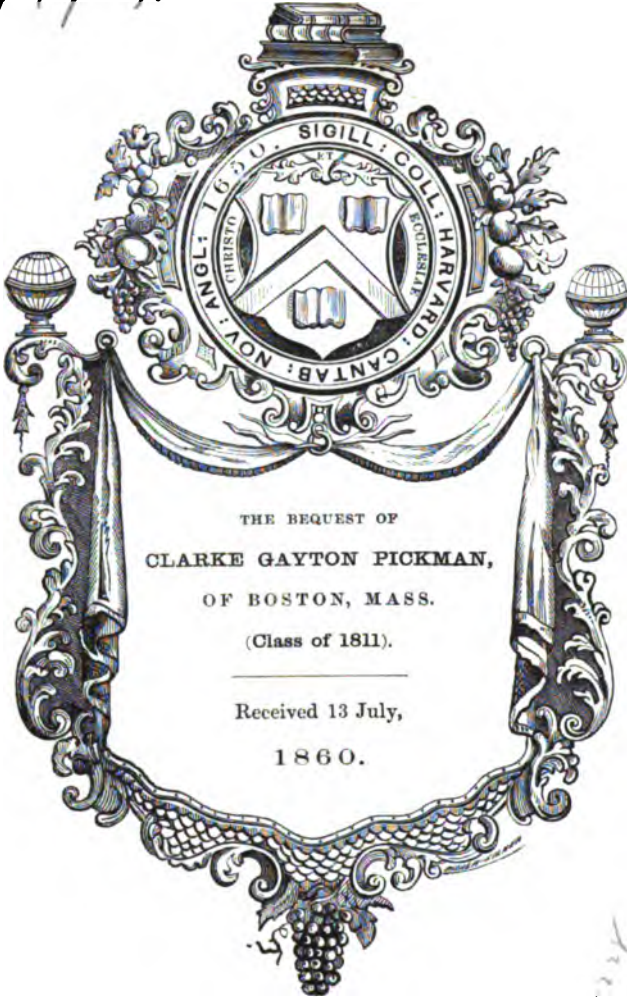 SIGILL: COLL: HARVARD: CANTAB: NOV: ANGL: 1650.
ET
CHRISTO
ECCLESIAE
THE BEQUEST OF
CLARKE GAYTON PICKMAN,
OF BOSTON, MASS.
(Class of 1811).
Received 13 July,
1860.